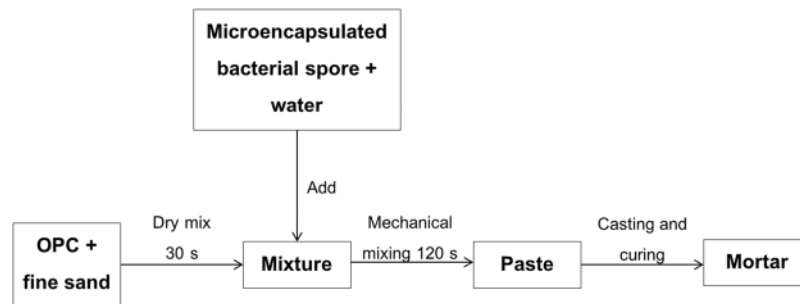 Microencapsulated
bacterial spore +
water
Add
Dry mix
30 s
Mechanical
mixing 120 s
Casting and
curing
OPC +
fine sand
Mixture
Paste
Mortar